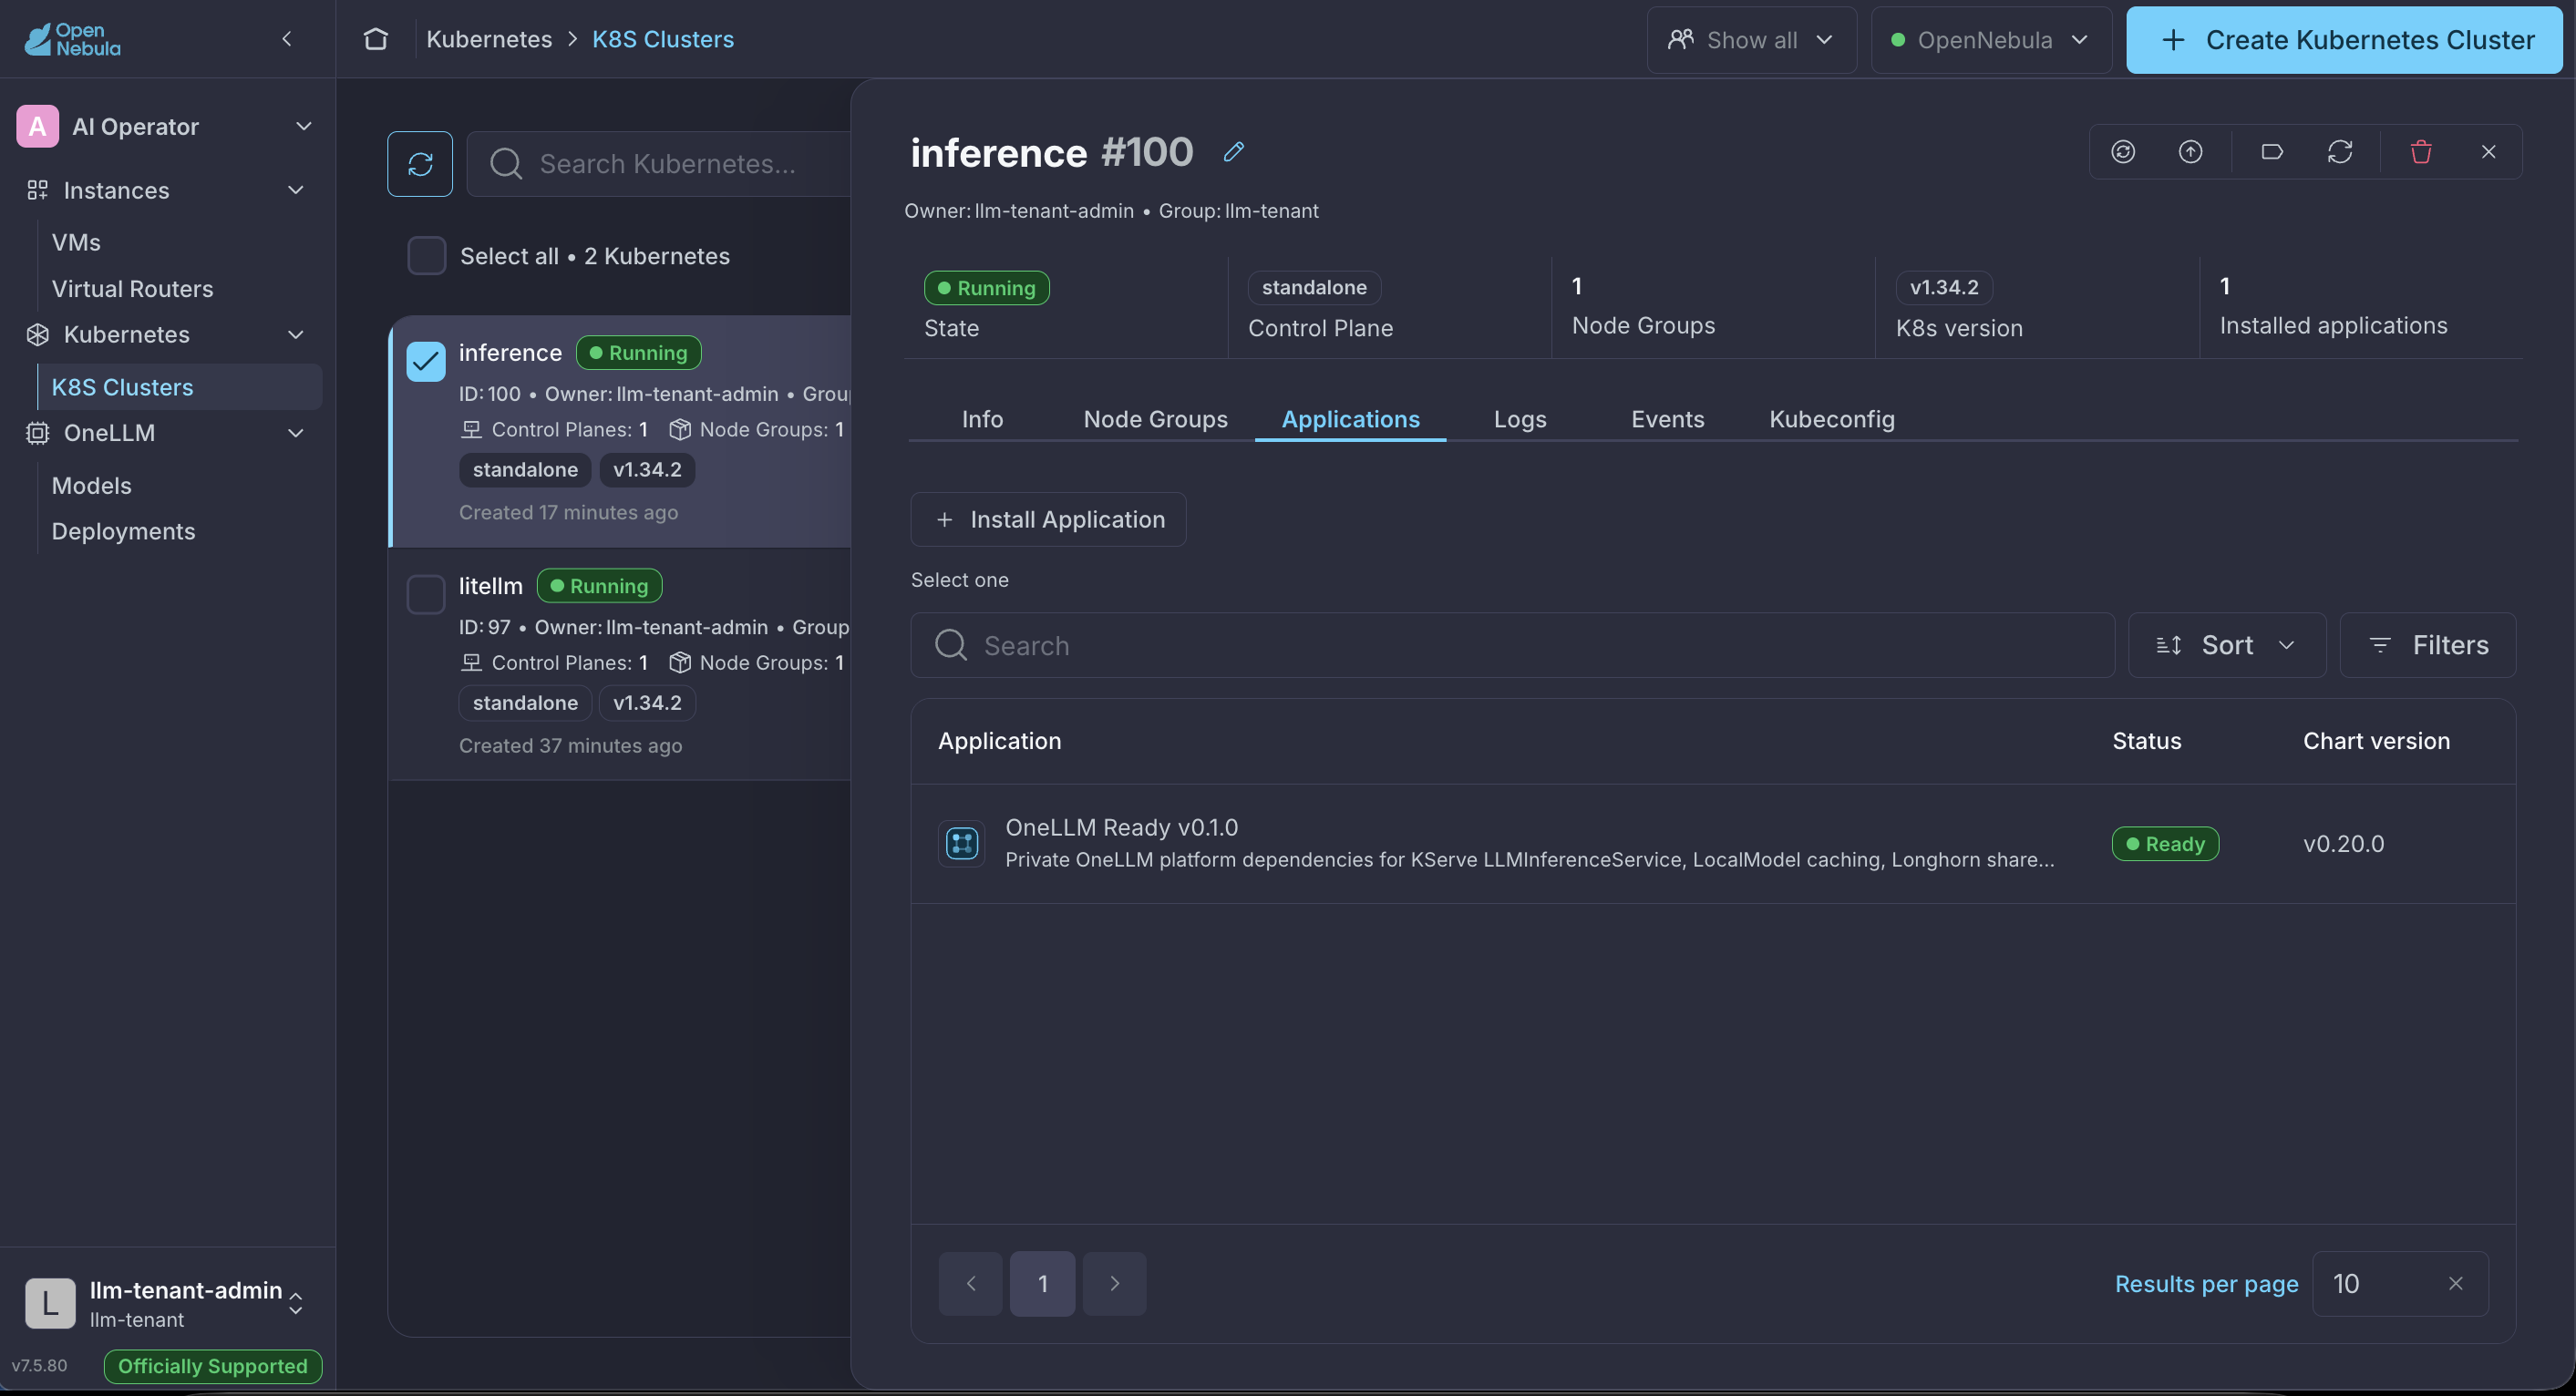 Open
Nebula
Kubernetes > K8S Clusters
Show all
OpenNebula
+ Create Kubernetes Cluster
A AI Operator
Instances
VMs
Virtual Routers
Kubernetes
K8S Clusters
OneLLM
Models
Deployments
L llm-tenant-admin
llm-tenant
v7.5.80 Officially Supported
Search Kubernetes...
Select all • 2 Kubernetes
inference Running
ID: 100 • Owner: llm-tenant-admin • Grou
Control Planes: 1 Node Groups: 1
standalone v1.34.2
Created 17 minutes ago
litellm Running
ID: 97 • Owner: llm-tenant-admin • Group
Control Planes: 1 Node Groups: 1
standalone v1.34.2
Created 37 minutes ago
inference #100
Owner: llm-tenant-admin • Group: llm-tenant
Running
State
standalone
Control Plane
1
Node Groups
v1.34.2
K8s version
1
Installed applications
Info Node Groups Applications Logs Events Kubeconfig
+ Install Application
Select one
Search
Sort
Filters
Application Status Chart version
OneLLM Ready v0.1.0
Private OneLLM platform dependencies for KServe LLMInferenceService, LocalModel caching, Longhorn share...
Ready
v0.20.0
1
Results per page 10